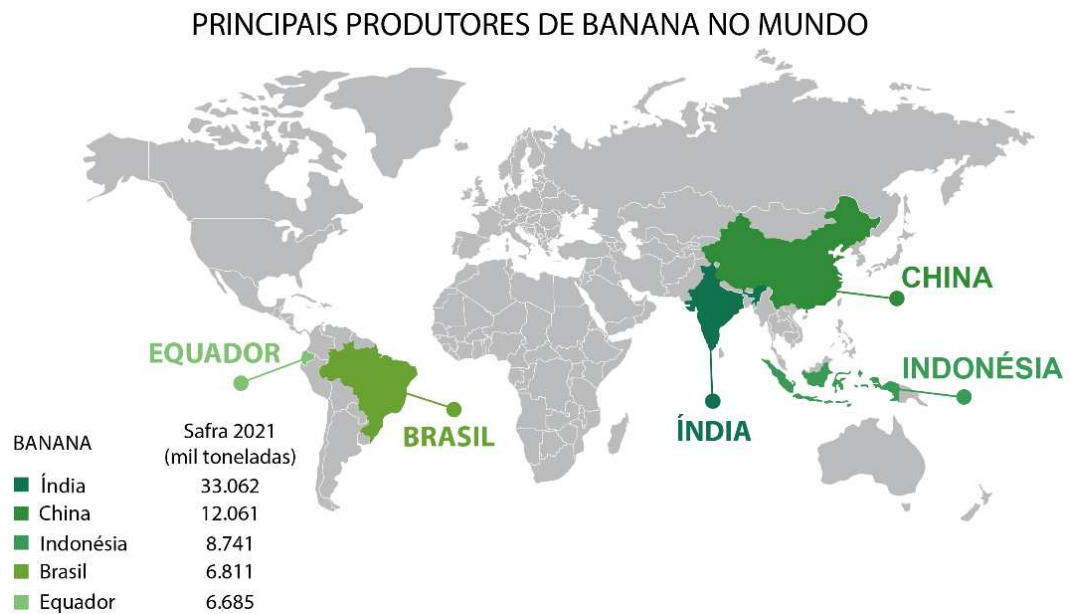 PRINCIPAIS PRODUTORES DE BANANA NO MUNDO
CHINA
EQUADOR
INDONÉSIA
BRASIL
ÍNDIA
BANANA
Safra 2021
(mil toneladas)
Índia 33.062
China 12.061
Indonésia 8.741
Brasil 6.811
Equador 6.685